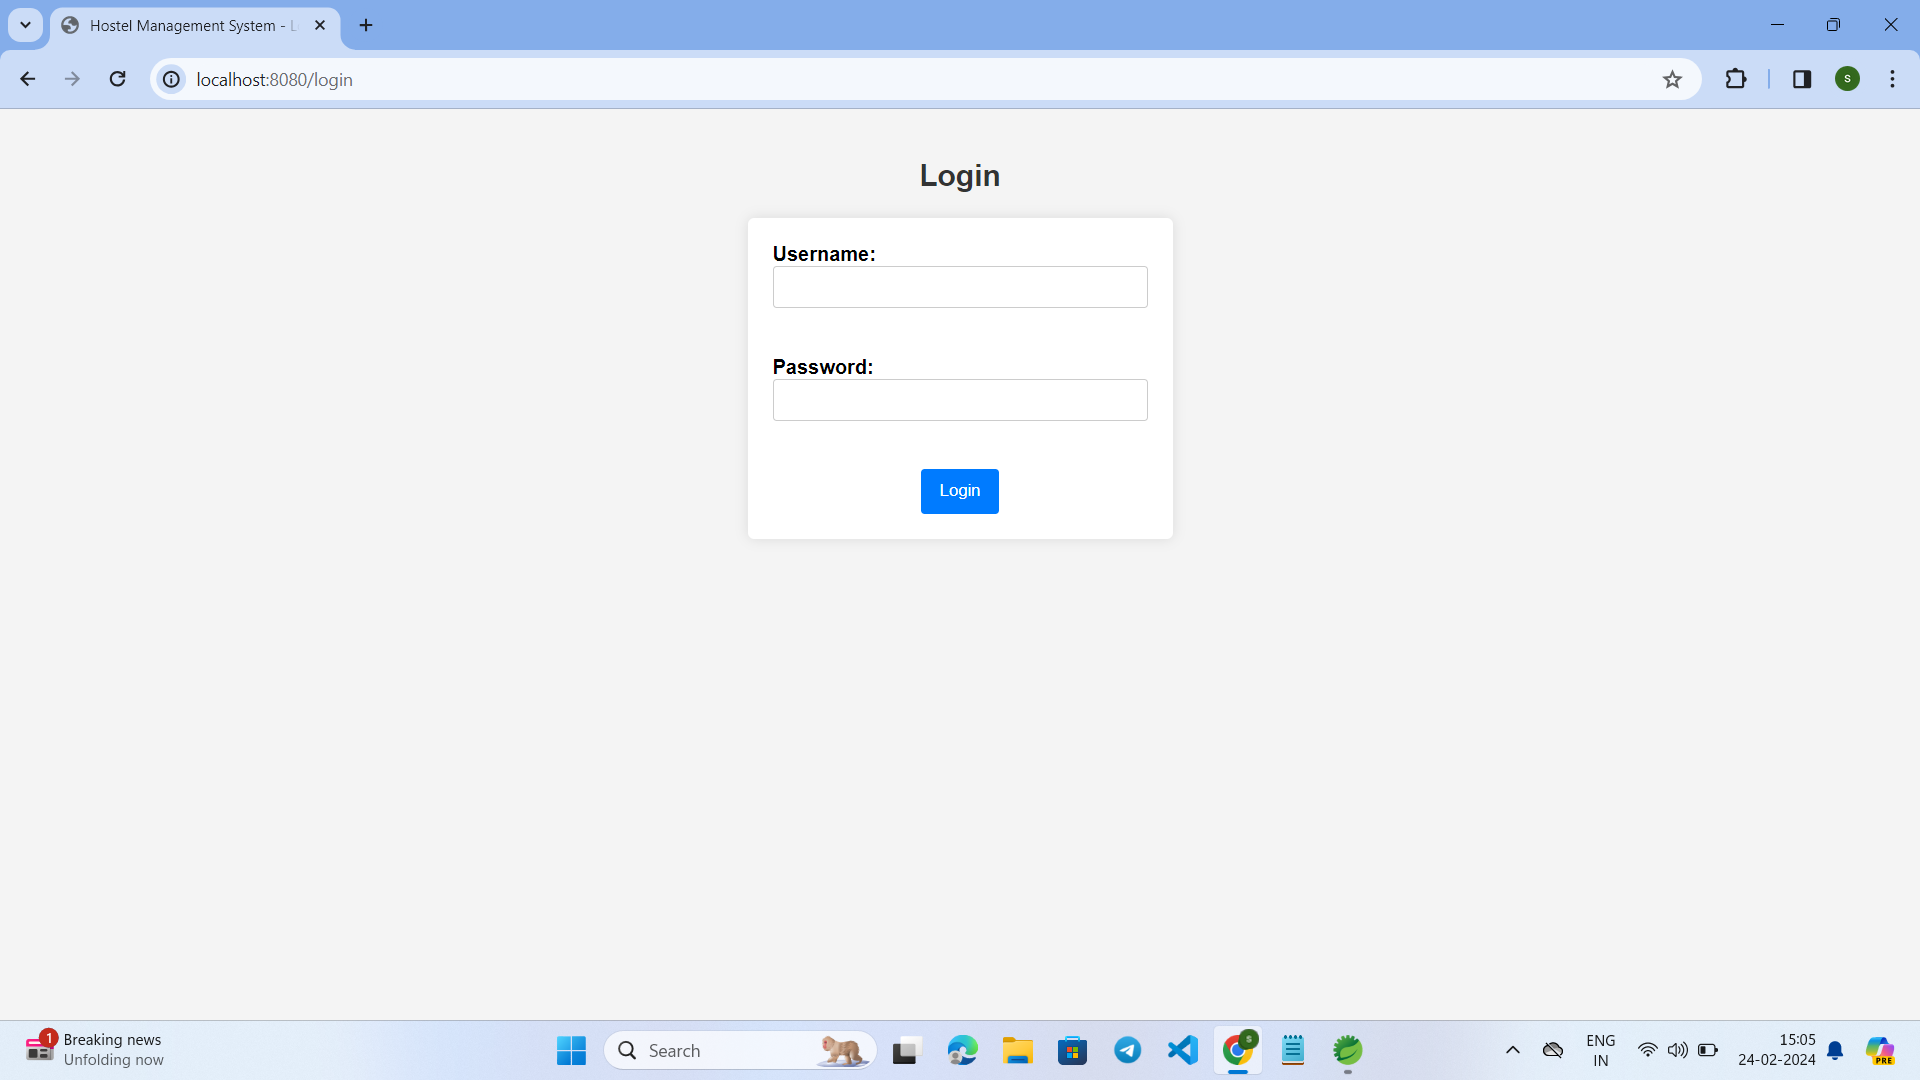 Hostel Management System - L
localhost:8080/login
S
Login
Username:
Password:
Login
1
Breaking news
Unfolding now
Search
S
ENG
IN
15:05
24-02-2024
PRE